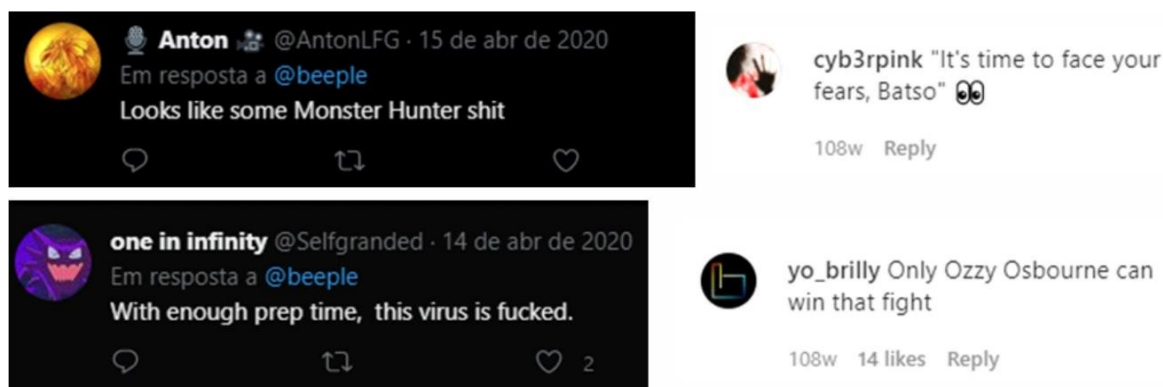 Anton @AntonLFG · 15 de abr de 2020
Em resposta a @beeple
Looks like some Monster Hunter shit
cyb3rpink "It's time to face your
fears, Batso" 👀
108w Reply
one in infinity @Selfgranded · 14 de abr de 2020
Em resposta a @beeple
With enough prep time, this virus is fucked.
2
yo_brilly Only Ozzy Osbourne can
win that fight
108w 14 likes Reply